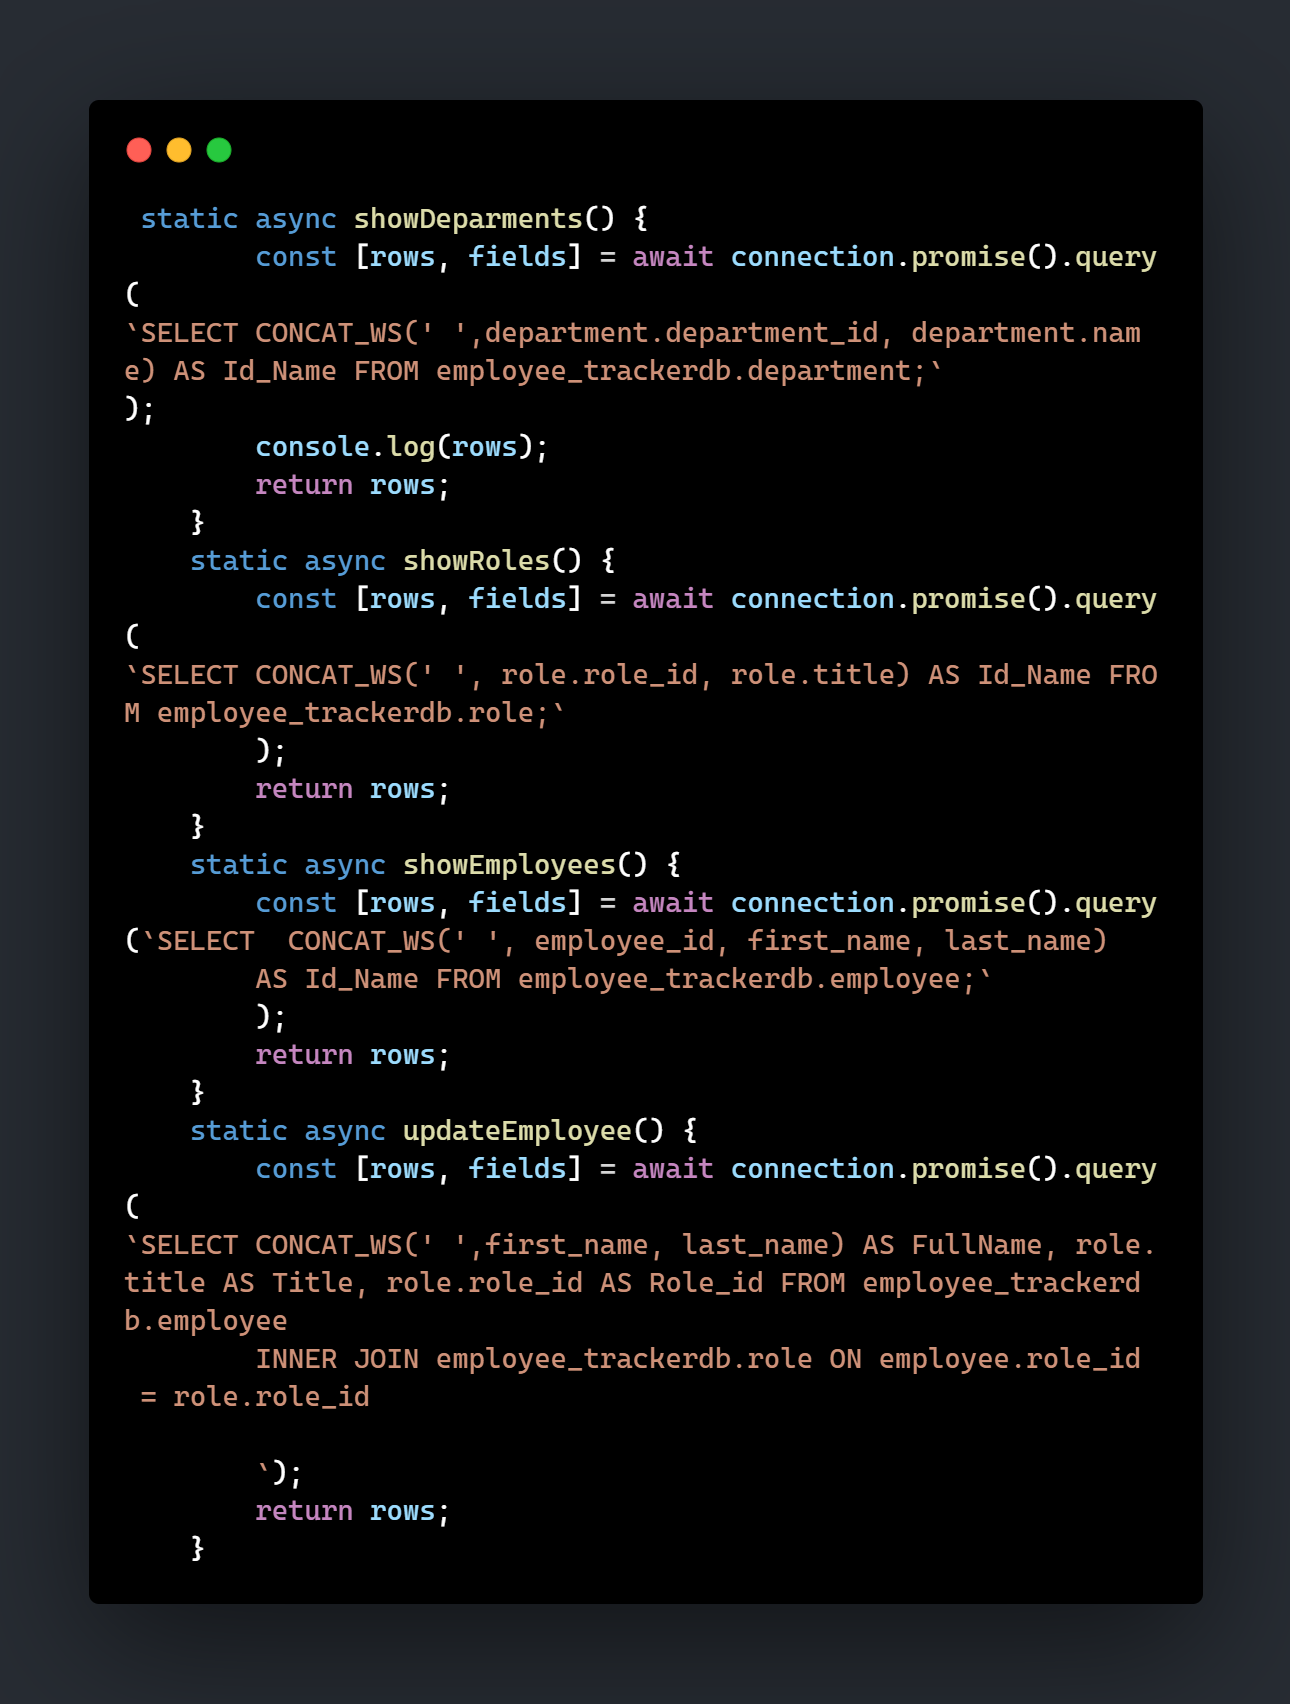 static async showDeparments() {
        const [rows, fields] = await connection.promise().query
(
`SELECT CONCAT_WS(' ',department.department_id, department.nam
e) AS Id_Name FROM employee_trackerdb.department;`
);
        console.log(rows);
        return rows;
    }
    static async showRoles() {
        const [rows, fields] = await connection.promise().query
(
`SELECT CONCAT_WS(' ', role.role_id, role.title) AS Id_Name FRO
M employee_trackerdb.role;`
        );
        return rows;
    }
    static async showEmployees() {
        const [rows, fields] = await connection.promise().query
(`SELECT  CONCAT_WS(' ', employee_id, first_name, last_name)
        AS Id_Name FROM employee_trackerdb.employee;`
        );
        return rows;
    }
    static async updateEmployee() {
        const [rows, fields] = await connection.promise().query
(
`SELECT CONCAT_WS(' ',first_name, last_name) AS FullName, role.
title AS Title, role.role_id AS Role_id FROM employee_trackerd
b.employee
        INNER JOIN employee_trackerdb.role ON employee.role_id
 = role.role_id

        `);
        return rows;
    }